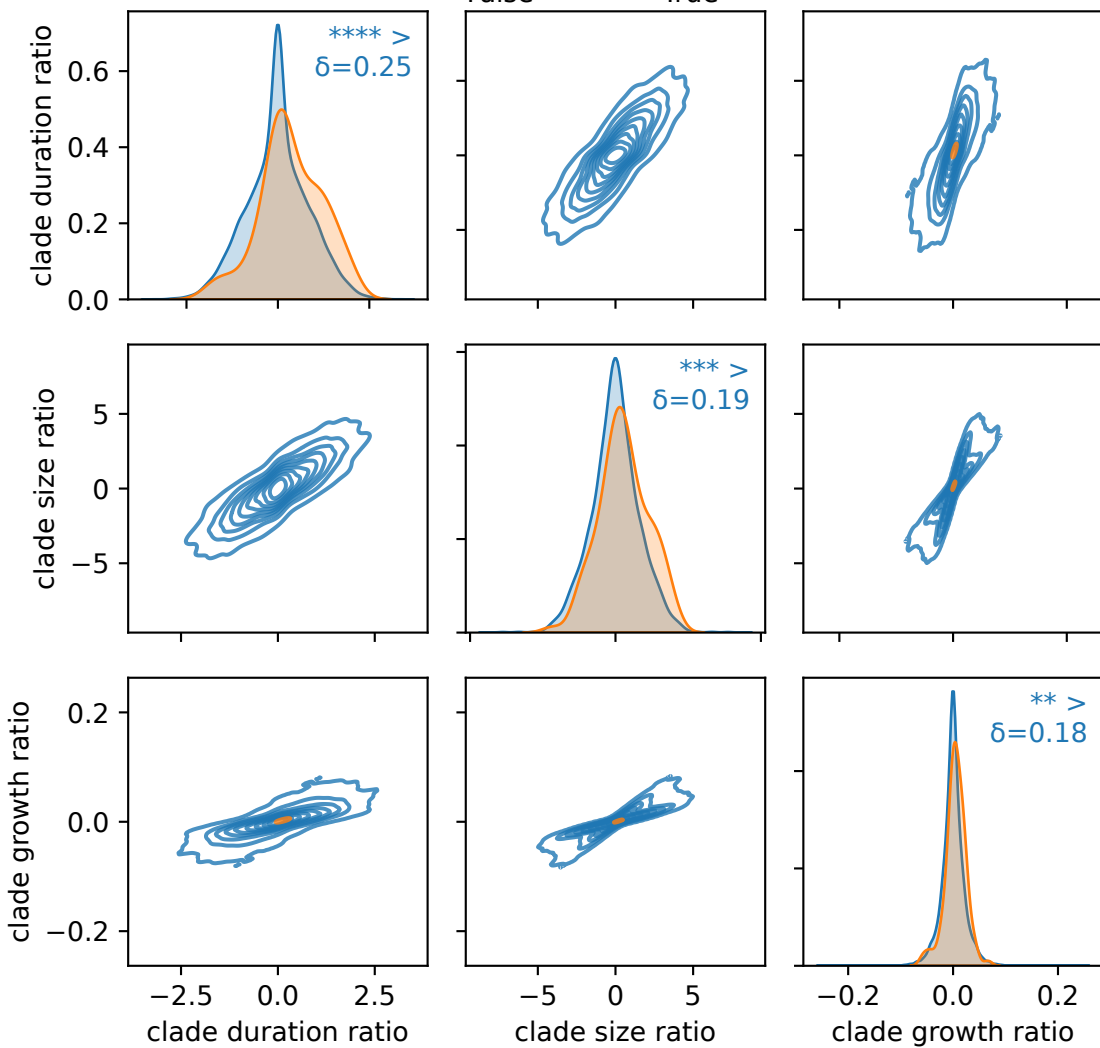 clade duration ratio
0.6
0.4
0.2
0.0
**** >
δ=0.25
clade size ratio
5
0
−5
*** >
δ=0.19
clade growth ratio
0.2
0.0
−0.2
** >
δ=0.18
−2.5 0.0 2.5
−5 0 5
−0.2 0.0 0.2
clade duration ratio
clade size ratio
clade growth ratio